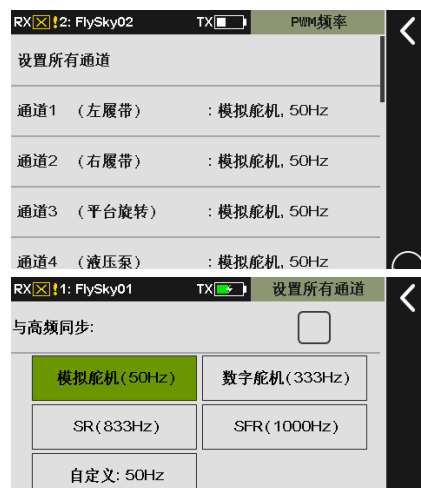 RX 2: FlySky02 TX PWM频率
设置所有通道
通道1 (左履带) : 模拟舵机, 50Hz
通道2 (右履带) : 模拟舵机, 50Hz
通道3 (平台旋转) : 模拟舵机, 50Hz
通道4 (液压泵) : 模拟舵机, 50Hz
RX 1: FlySky01 TX 设置所有通道
与高频同步:
模拟舵机(50Hz) 数字舵机(333Hz)
SR(833Hz) SFR(1000Hz)
自定义: 50Hz